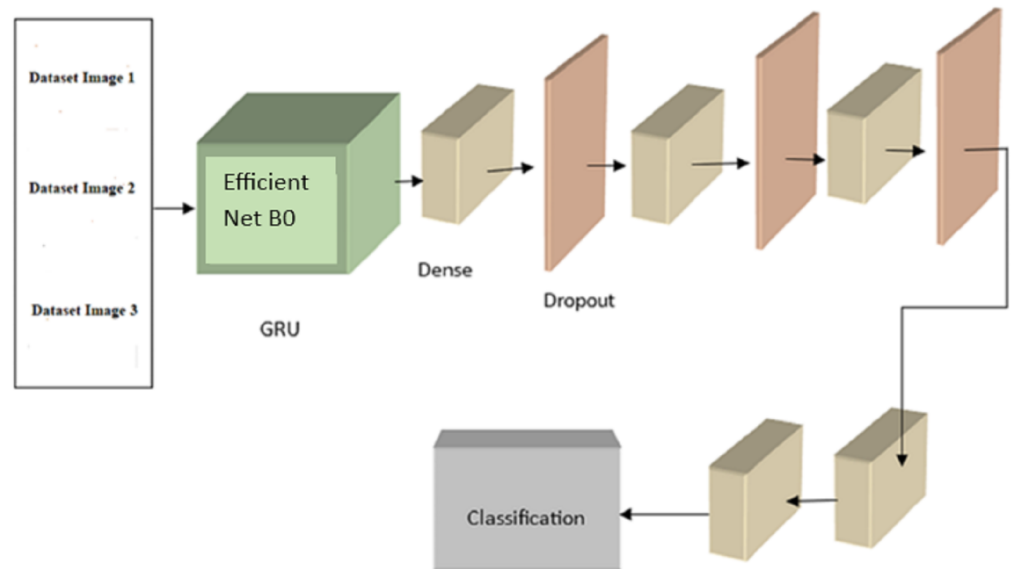 Dataset Image 1
Dataset Image 2
Dataset Image 3
Efficient
Net B0
GRU
Dense
Dropout
Classification